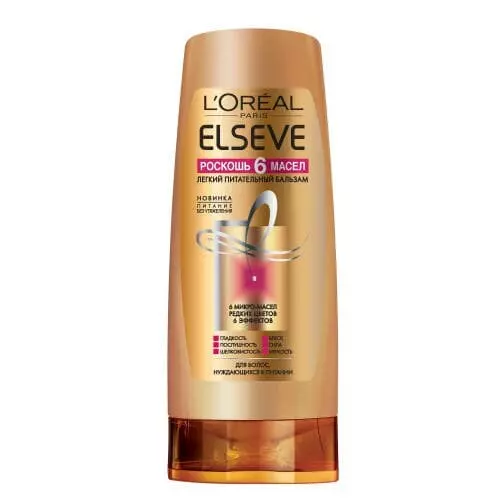 L'ORÉAL
PARIS
ELSEVE
РОСКОШЬ 6 МАСЕЛ
ЛЕГКИЙ ПИТАТЕЛЬНЫЙ БАЛЬЗАМ
НОВИНКА
ПИТАНИЕ
БЕЗ УТЯЖЕЛЕНИЯ
6 МИКРО-МАСЕЛ
РЕДКИХ ЦВЕТОВ
6 ЭФФЕКТОВ
ГЛАДКОСТЬ БЛЕСК
ПОСЛУШНОСТЬ СИЛА
ШЕЛКОВИСТОСТЬ МЯГКОСТЬ
ДЛЯ ВОЛОС,
НУЖДАЮЩИХСЯ В ПИТАНИИ